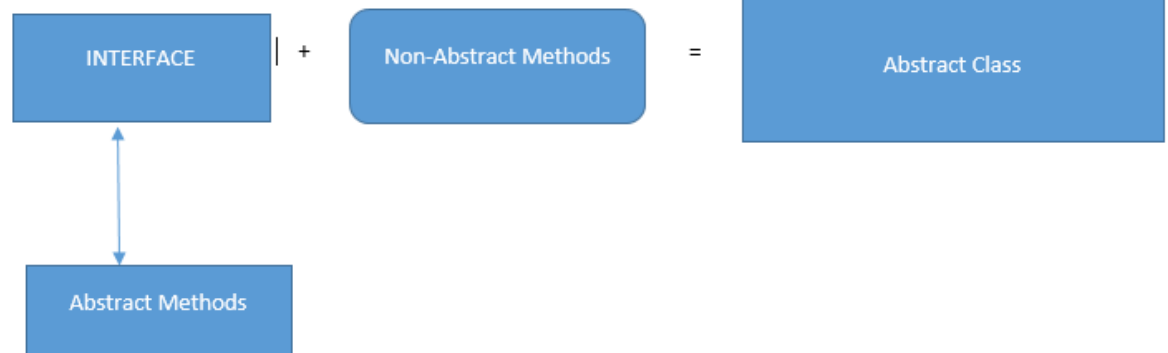 INTERFACE + Non-Abstract Methods = Abstract Class
Abstract Methods